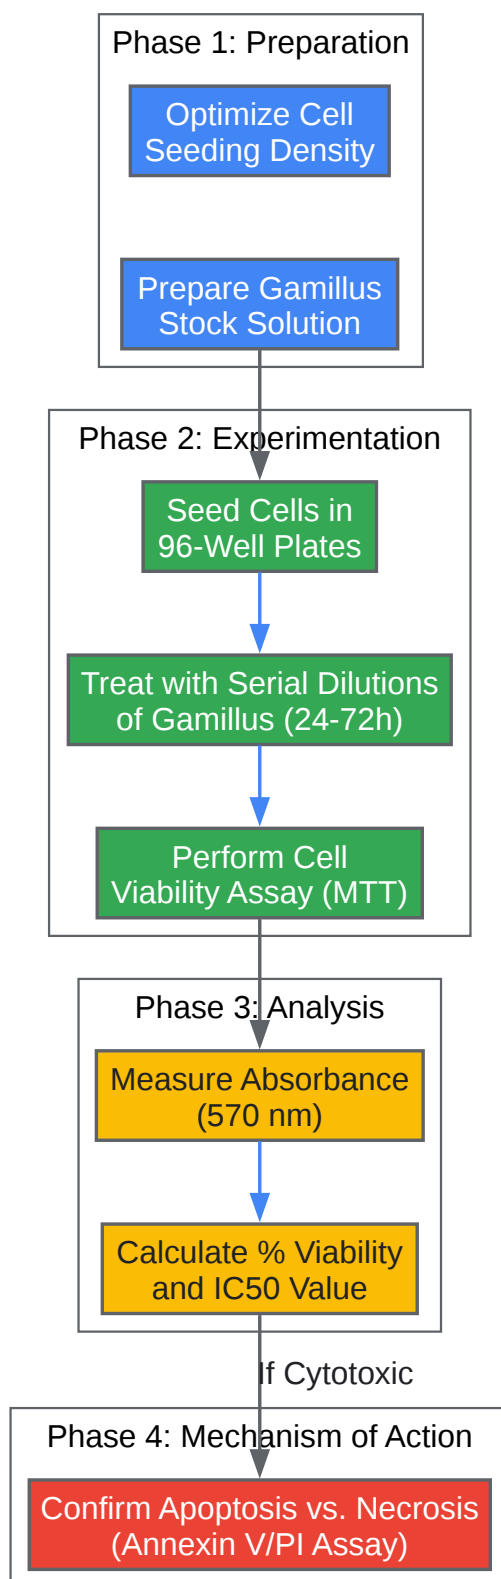 Phase 1: Preparation
Optimize Cell
Seeding Density
Prepare Gamillus
Stock Solution
Phase 2: Experimentation
Seed Cells in
96-Well Plates
Treat with Serial Dilutions
of Gamillus (24-72h)
Perform Cell
Viability Assay (MTT)
Phase 3: Analysis
Measure Absorbance
(570 nm)
Calculate % Viability
and IC50 Value
If Cytotoxic
Phase 4: Mechanism of Action
Confirm Apoptosis vs. Necrosis
(Annexin V/PI Assay)